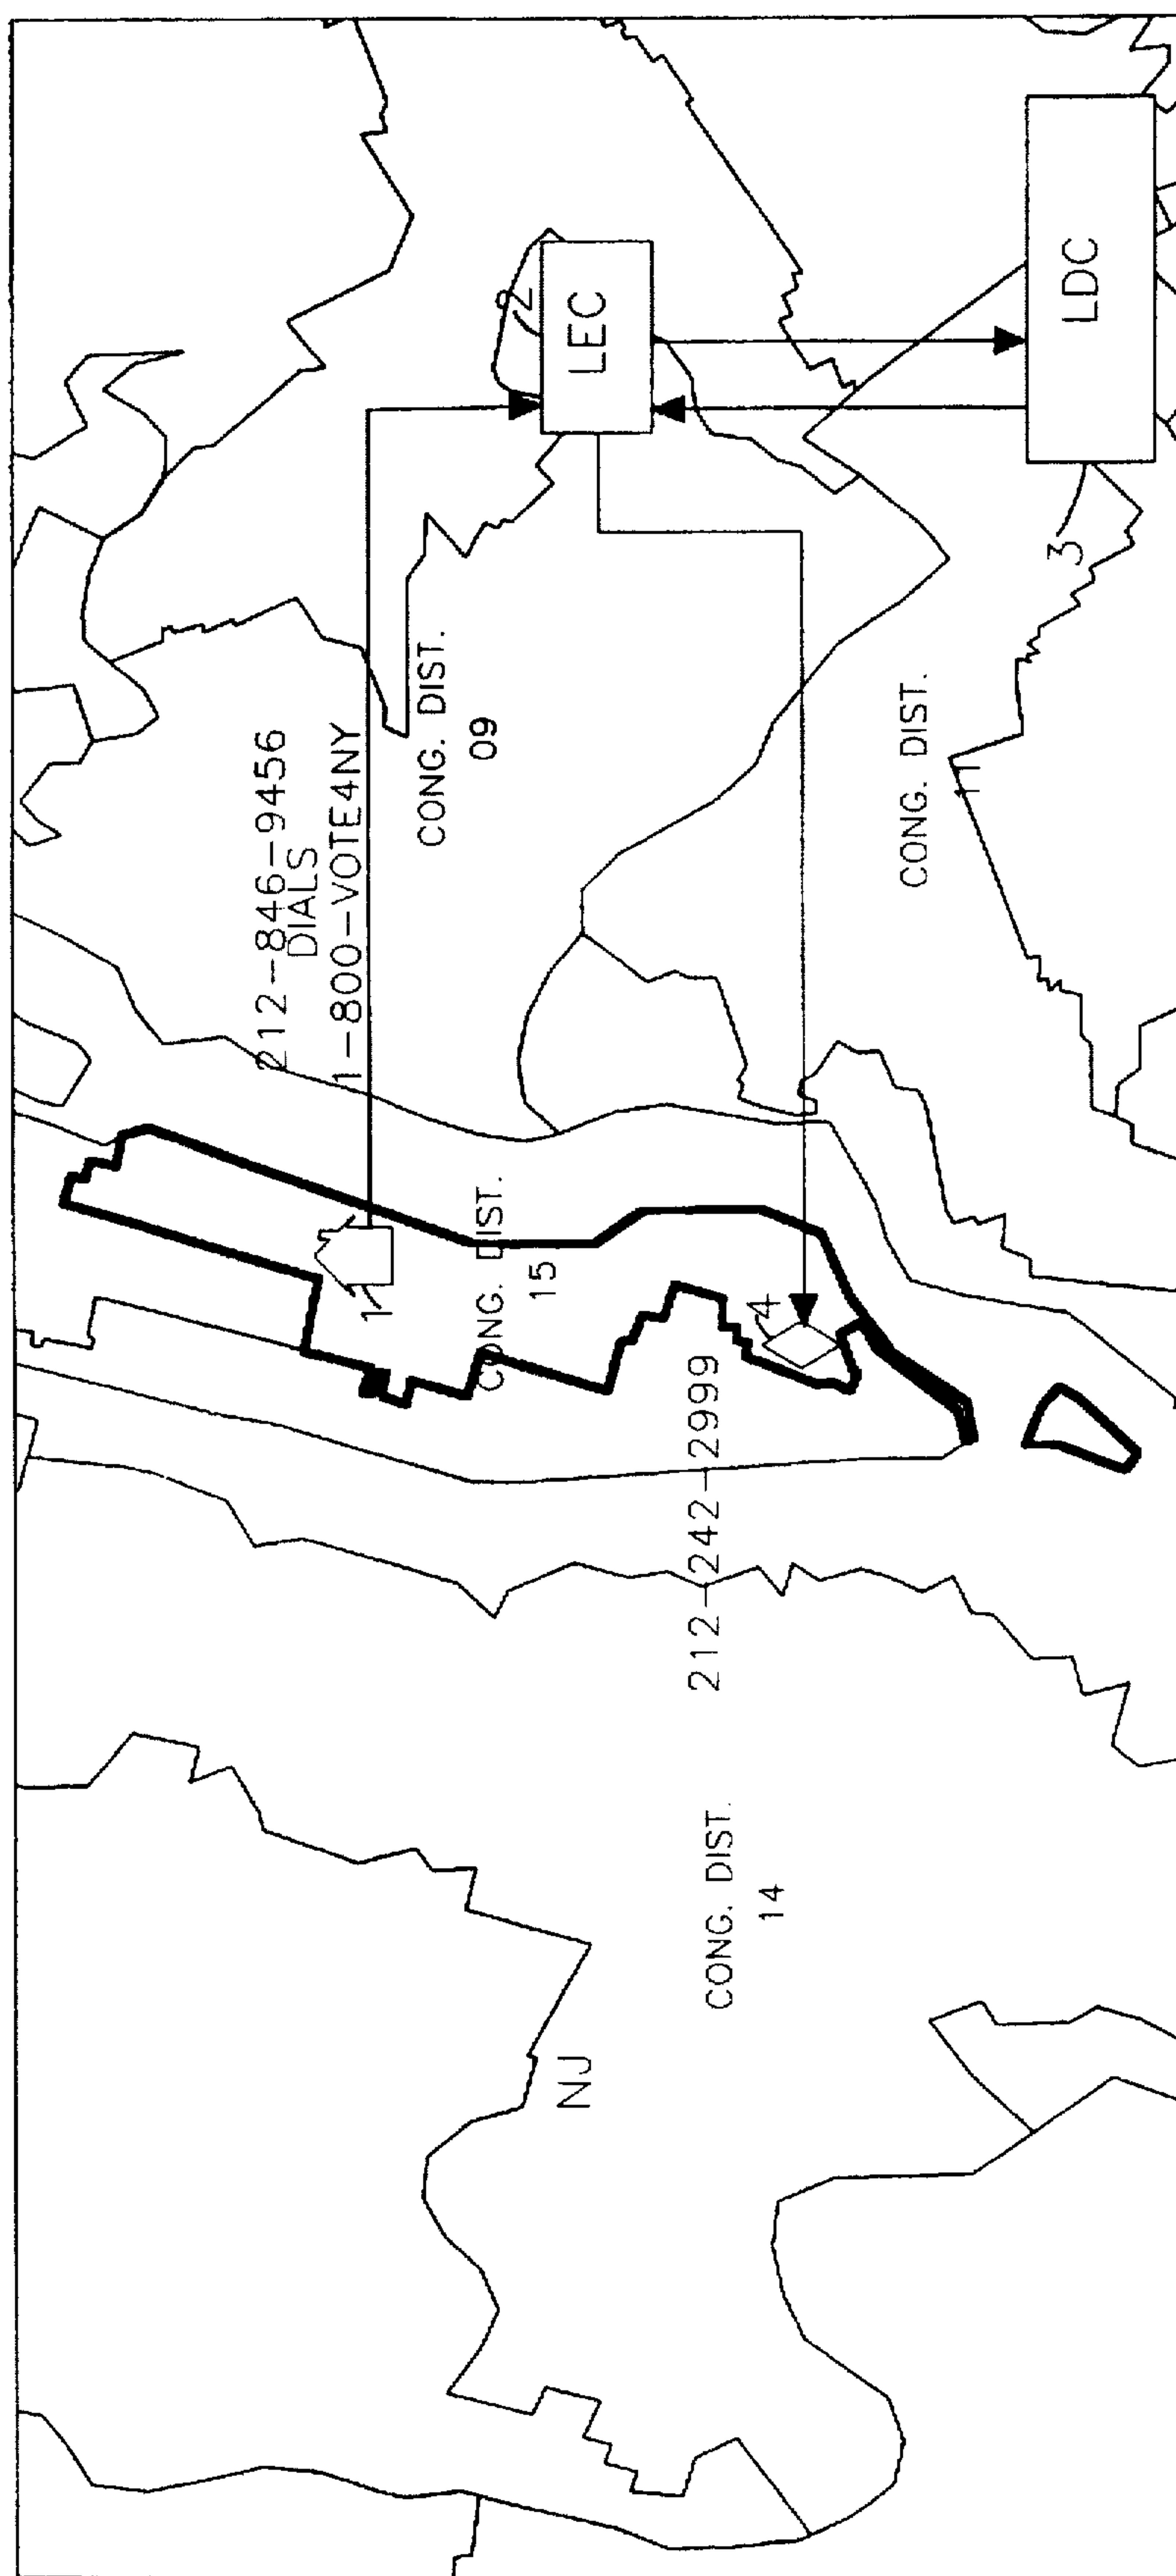 212-846-9456
DIALS
1-800-VOTE4NY
1
CONG. DIST.
09
2
LEC
CONG. DIST.
15
NJ
CONG. DIST.
14
212-242-2999
4
CONG. DIST.
11
3
LDC